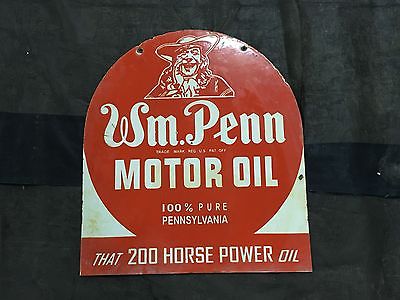 Wm. Penn
TRADE MARK REG U.S. PAT. OFF.
MOTOR OIL
100% PURE
PENNSYLVANIA
THAT 200 HORSE POWER OIL